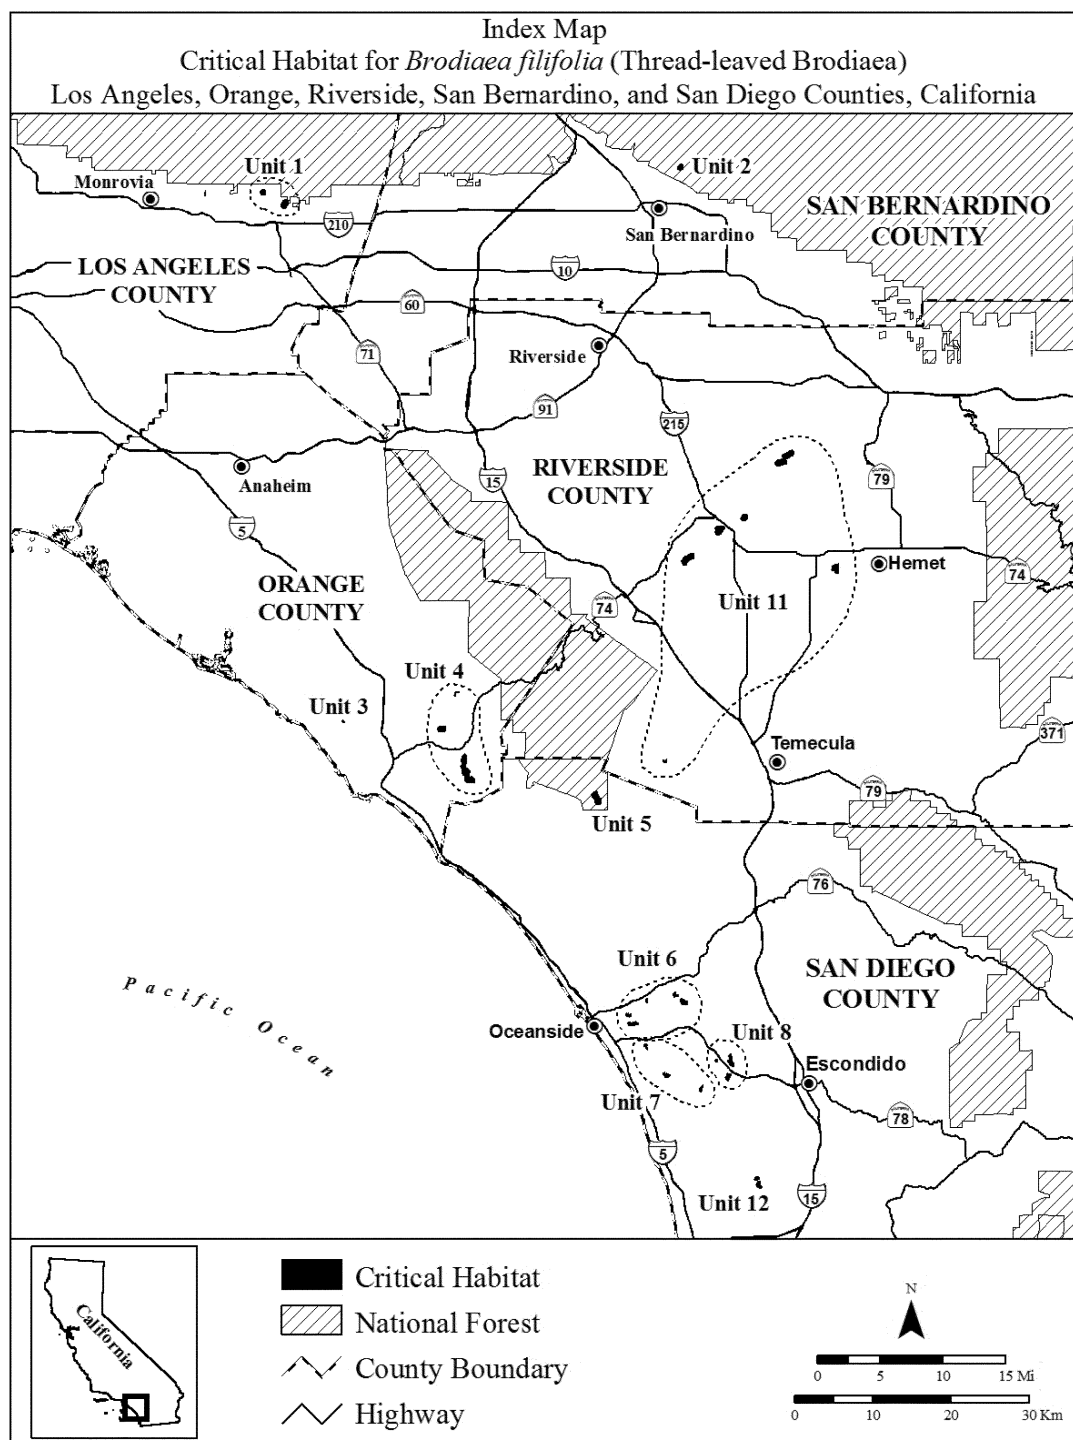 Index Map
Critical Habitat for Brodiaea filifolia (Thread-leaved Brodiaea)
Los Angeles, Orange, Riverside, San Bernardino, and San Diego Counties, California
Unit 1
Unit 2
Monrovia
SAN BERNARDINO
COUNTY
210
San Bernardino
LOS ANGELES
COUNTY
10
60
71
Riverside
91
215
RIVERSIDE
COUNTY
15
79
Anaheim
5
Hemet
74
ORANGE
COUNTY
74
Unit 11
Unit 4
Unit 3
371
Temecula
79
Unit 5
76
Unit 6
SAN DIEGO
COUNTY
Pacific Ocean
Oceanside
Unit 8
Escondido
Unit 7
78
5
Unit 12
15
California
Critical Habitat
National Forest
County Boundary
Highway
N
0 5 10 15 Mi
0 10 20 30 Km